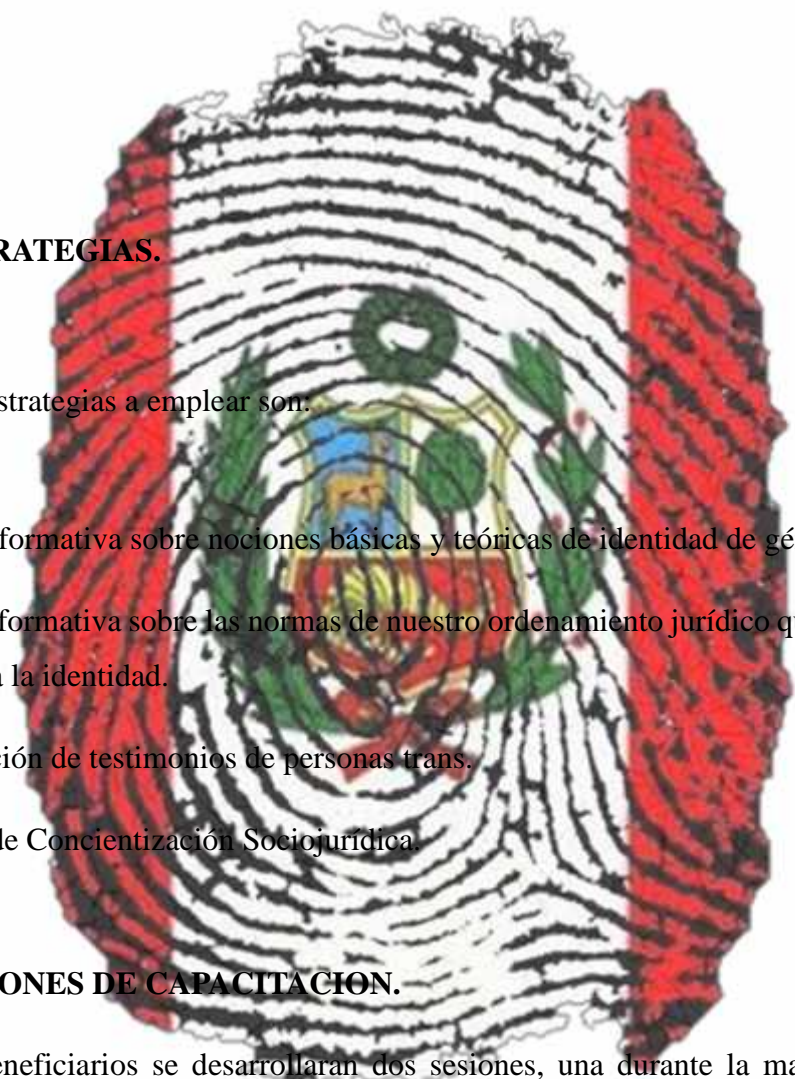 RATEGIAS.
strategias a emplear son:
formativa sobre nociones básicas y teóricas de identidad de gé
formativa sobre las normas de nuestro ordenamiento jurídico q
a la identidad.
ción de testimonios de personas trans.
de Concientización Sociojurídica.
ONES DE CAPACITACION.
eneficiarios se desarrollaran dos sesiones, una durante la ma